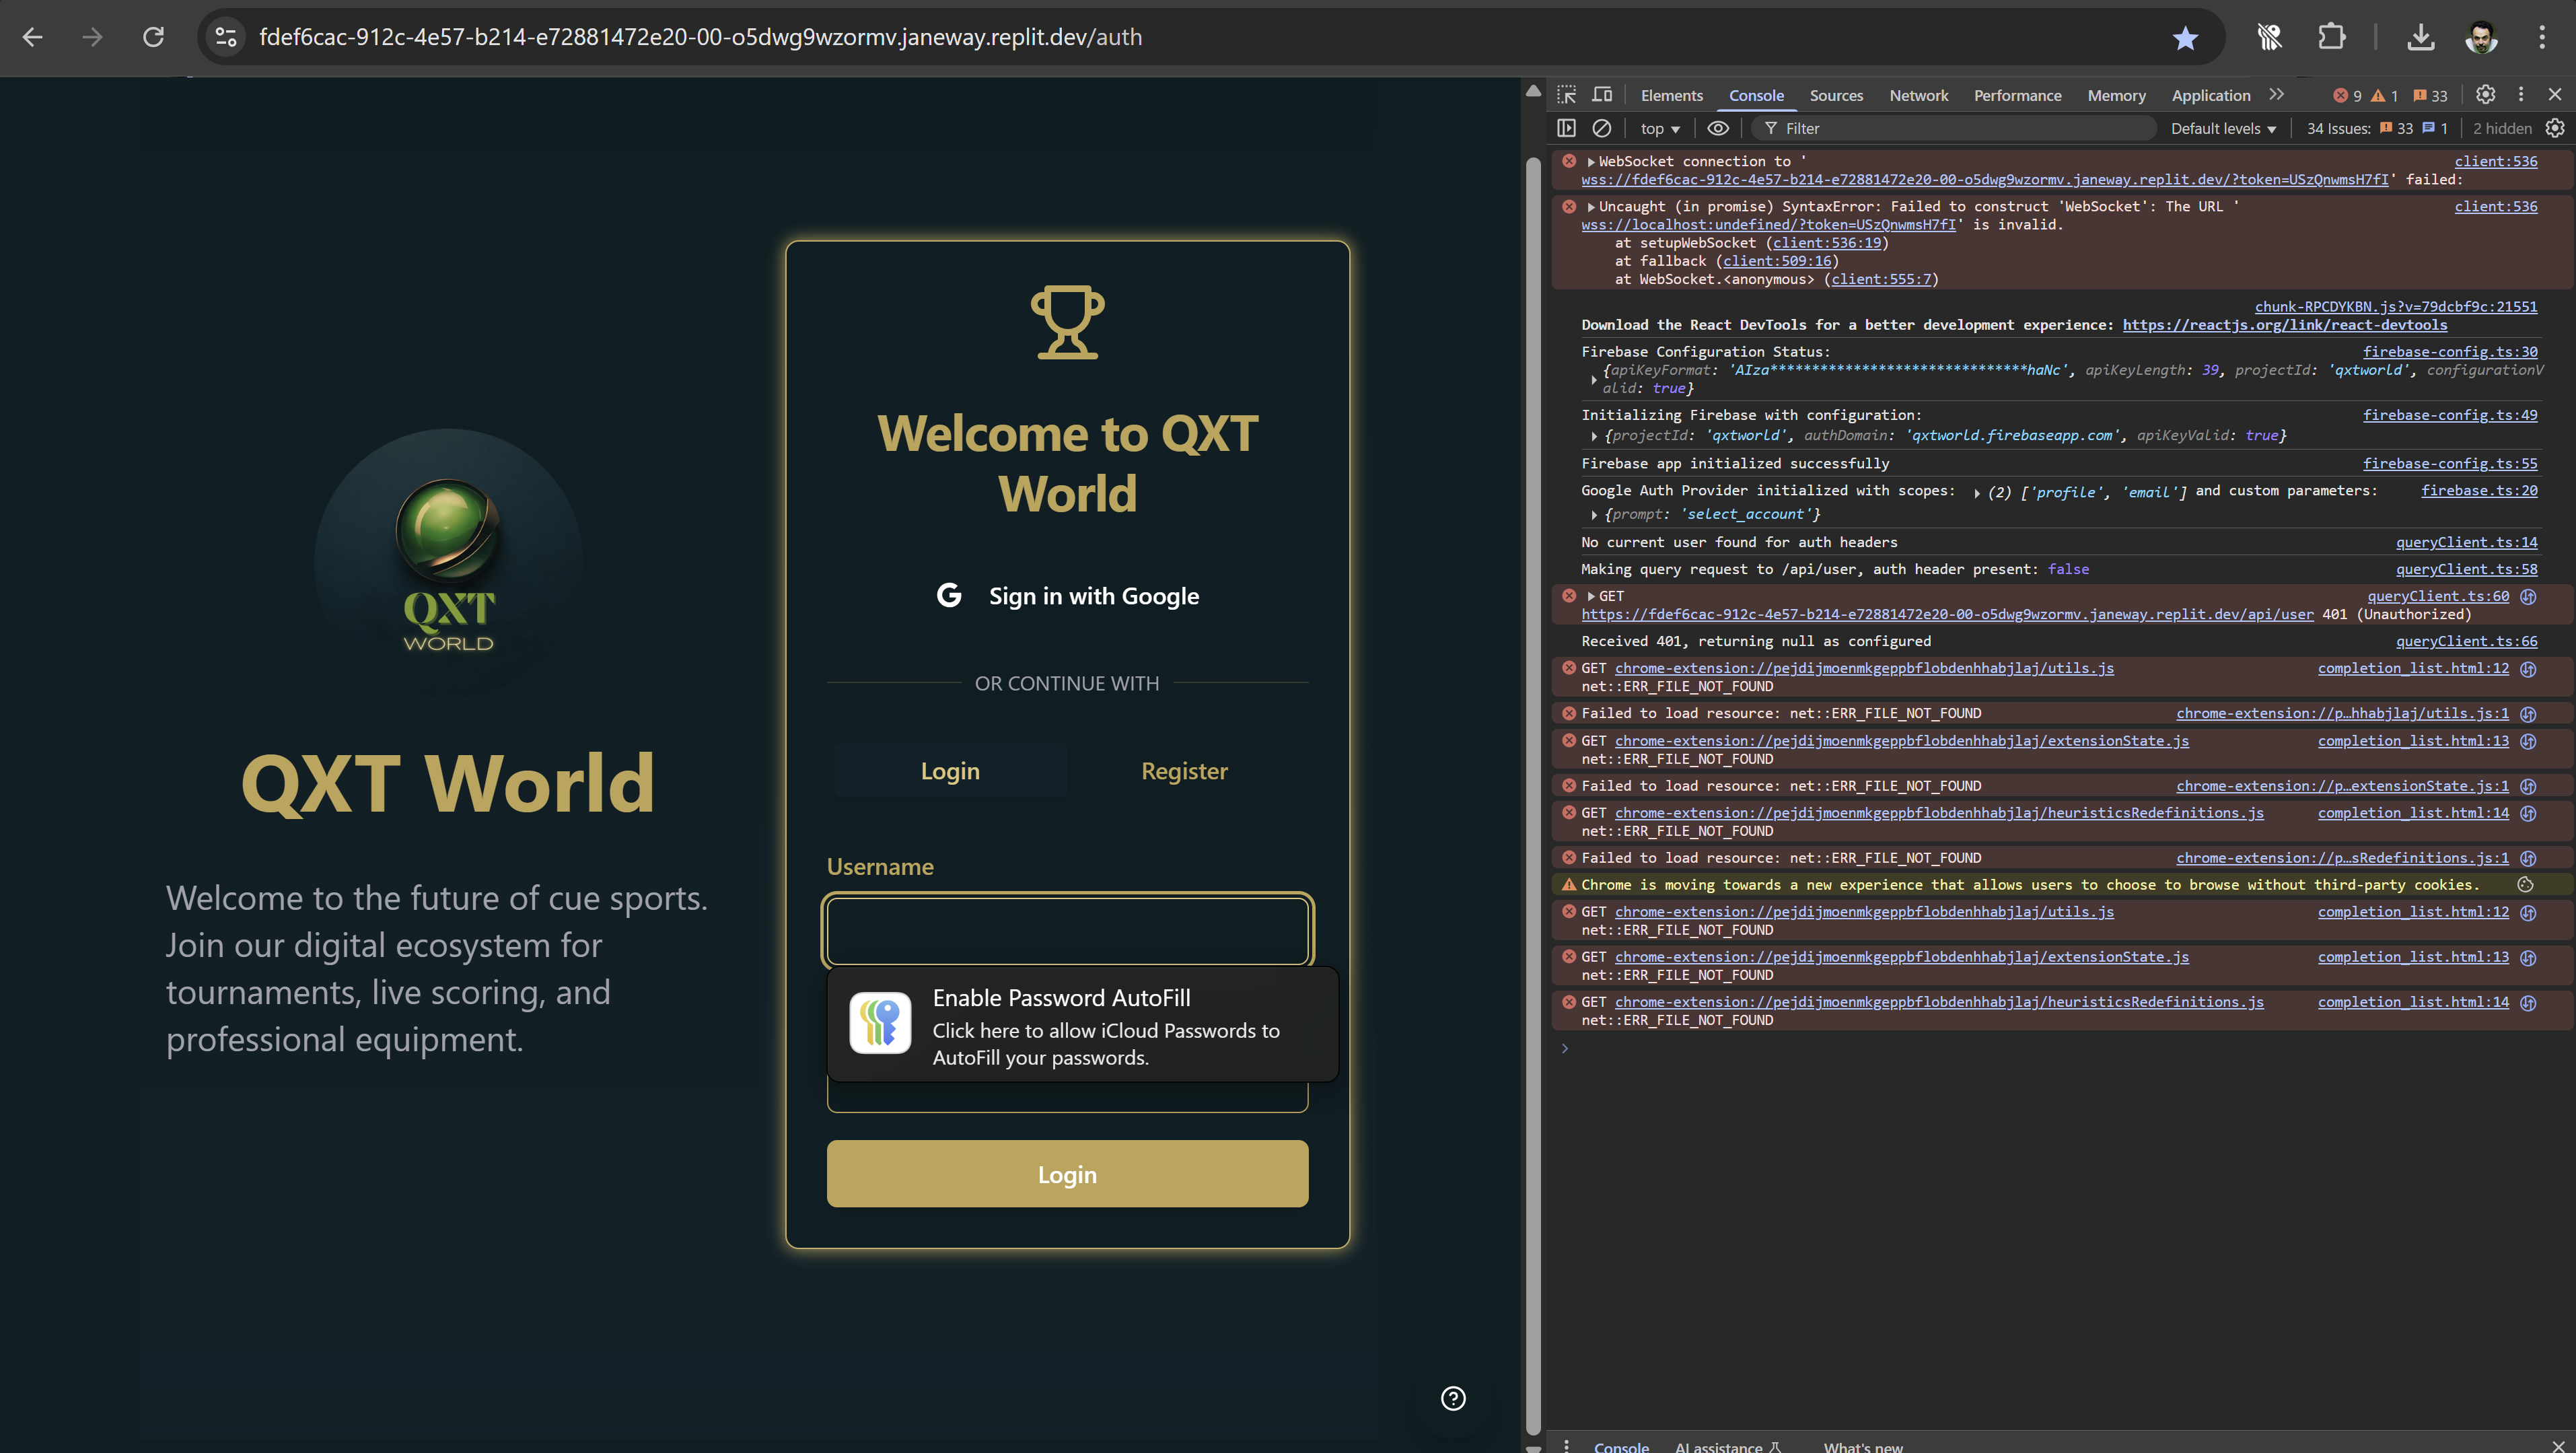 fdef6cac-912c-4e57-b214-e72881472e20-00-o5dwg9wzormv.janeway.replit.dev/auth
QXT
WORLD
QXT World
Welcome to the future of cue sports.
Join our digital ecosystem for
tournaments, live scoring, and
professional equipment.
Welcome to QXT
World
G Sign in with Google
OR CONTINUE WITH
Login Register
Username
Enable Password AutoFill
Click here to allow iCloud Passwords to
AutoFill your passwords.
Login
Elements Console Sources Network Performance Memory Application 9 1 33
top Filter Default levels 34 Issues: 33 1 2 hidden
WebSocket connection to ' client:536
wss://fdef6cac-912c-4e57-b214-e72881472e20-00-o5dwg9wzormv.janeway.replit.dev/?token=USzQnwmsH7fI' failed:
Uncaught (in promise) SyntaxError: Failed to construct 'WebSocket': The URL ' client:536
wss://localhost:undefined/?token=USzQnwmsH7fI' is invalid.
at setupWebSocket (client:536:19)
at fallback (client:509:16)
at WebSocket.<anonymous> (client:555:7)
chunk-RPCDYKBN.js?v=79dcbf9c:21551
Download the React DevTools for a better development experience: https://reactjs.org/link/react-devtools
Firebase Configuration Status: firebase-config.ts:30
{apiKeyFormat: 'AIza*******************************haNc', apiKeyLength: 39, projectId: 'qxtworld', configurationV
alid: true}
Initializing Firebase with configuration: firebase-config.ts:49
{projectId: 'qxtworld', authDomain: 'qxtworld.firebaseapp.com', apiKeyValid: true}
Firebase app initialized successfully firebase-config.ts:55
Google Auth Provider initialized with scopes: (2) ['profile', 'email'] and custom parameters: firebase.ts:20
{prompt: 'select_account'}
No current user found for auth headers queryClient.ts:14
Making query request to /api/user, auth header present: false queryClient.ts:58
GET queryClient.ts:60
https://fdef6cac-912c-4e57-b214-e72881472e20-00-o5dwg9wzormv.janeway.replit.dev/api/user 401 (Unauthorized)
Received 401, returning null as configured queryClient.ts:66
GET chrome-extension://pejdijmoenmkgeppbflobdenhhabjlaj/utils.js completion_list.html:12
net::ERR_FILE_NOT_FOUND
Failed to load resource: net::ERR_FILE_NOT_FOUND chrome-extension://p…hhabjlaj/utils.js:1
GET chrome-extension://pejdijmoenmkgeppbflobdenhhabjlaj/extensionState.js completion_list.html:13
net::ERR_FILE_NOT_FOUND
Failed to load resource: net::ERR_FILE_NOT_FOUND chrome-extension://p…extensionState.js:1
GET chrome-extension://pejdijmoenmkgeppbflobdenhhabjlaj/heuristicsRedefinitions.js completion_list.html:14
net::ERR_FILE_NOT_FOUND
Failed to load resource: net::ERR_FILE_NOT_FOUND chrome-extension://p…sRedefinitions.js:1
Chrome is moving towards a new experience that allows users to choose to browse without third-party cookies.
GET chrome-extension://pejdijmoenmkgeppbflobdenhhabjlaj/utils.js completion_list.html:12
net::ERR_FILE_NOT_FOUND
GET chrome-extension://pejdijmoenmkgeppbflobdenhhabjlaj/extensionState.js completion_list.html:13
net::ERR_FILE_NOT_FOUND
GET chrome-extension://pejdijmoenmkgeppbflobdenhhabjlaj/heuristicsRedefinitions.js completion_list.html:14
net::ERR_FILE_NOT_FOUND
Console AI assistance What's new